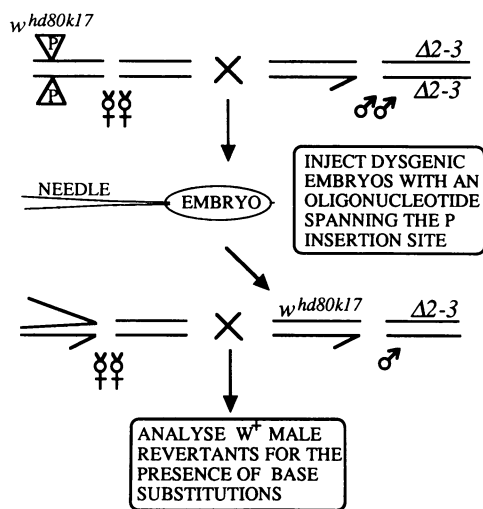 w^hd80k17
P
P
Δ2-3
Δ2-3
☿☿
♂♂
NEEDLE
EMBRYO
INJECT DYSGENIC
EMBRYOS WITH AN
OLIGONUCLEOTIDE
SPANNING THE P
INSERTION SITE
w^hd80k17
Δ2-3
☿☿
♂
ANALYSE W^+ MALE
REVERTANTS FOR THE
PRESENCE OF BASE
SUBSTITUTIONS